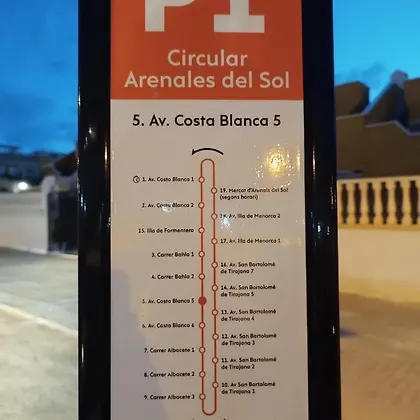 P1
Circular
Arenales del Sol
5. Av. Costa Blanca 5
1. Av. Costa Blanca 1
19. Mercat d'Arenals del Sol
(segons horari)
2. Av. Costa Blanca 2
18. Av. Illa de Menorca 2
15. Illa de Formentera
17. Av. Illa de Menorca 1
3. Carrer Bahía 1
16. Av. San Bartolomé
de Tirajana 7
4. Carrer Bahía 2
14. Av. San Bartolomé
de Tirajana 5
5. Av. Costa Blanca 5
13. Av. San Bartolomé
de Tirajana 4
6. Av. Costa Blanca 6
12. Av. San Bartolomé
de Tirajana 3
7. Carrer Albacete 1
11. Av. San Bartolomé
de Tirajana 2
8. Carrer Albacete 2
10. Av. San Bartolomé
de Tirajana 1
9. Carrer Albacete 3